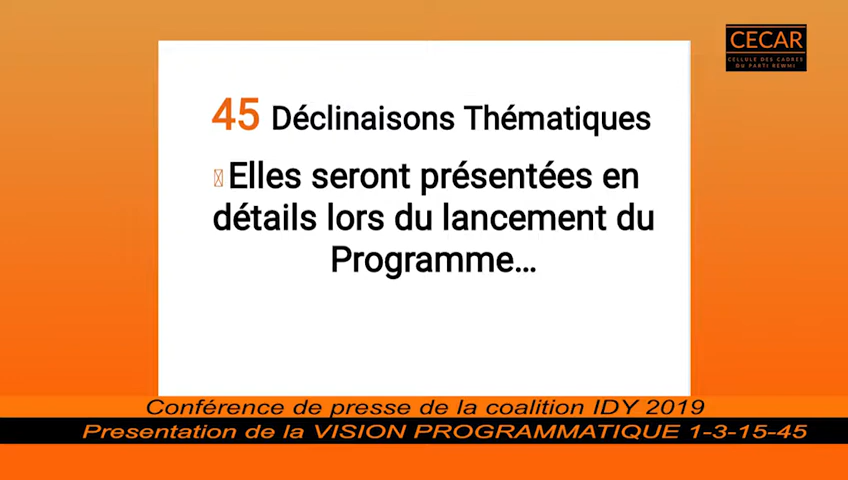 CECAR
CELLULE DES CADRES
DU PARTI REWMI
45 Déclinaisons Thématiques
Elles seront présentées en
détails lors du lancement du
Programme...
Conférence de presse de la coalition IDY 2019
Presentation de la VISION PROGRAMMATIQUE 1-3-15-45